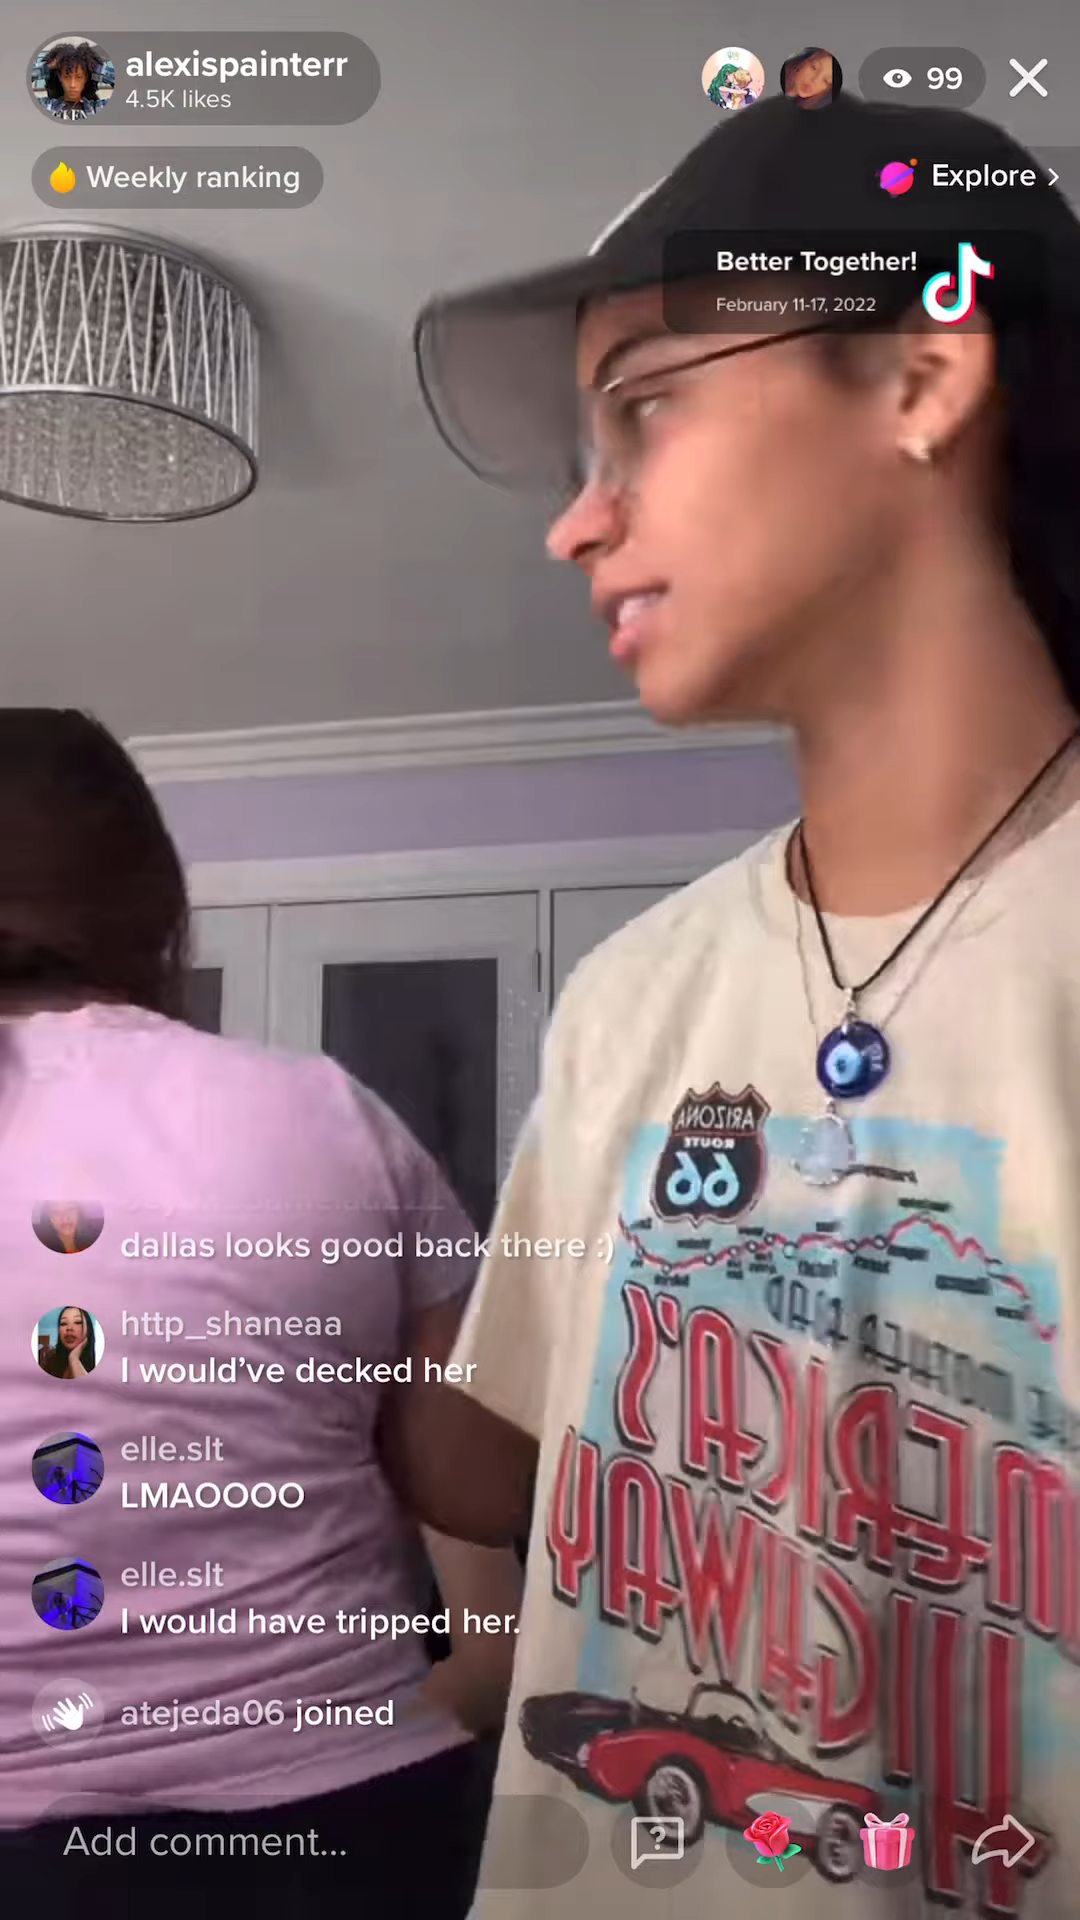 alexispainterr
4.5K likes
99
Weekly ranking
Explore
Better Together!
February 11-17, 2022
ARIZONA
ROUTE
66
MERICA'S
HIGHWAY
dallas looks good back there :)
http_shaneaa
I would've decked her
elle.slt
LMAOOOO
elle.slt
I would have tripped her.
atejeda06 joined
Add comment...